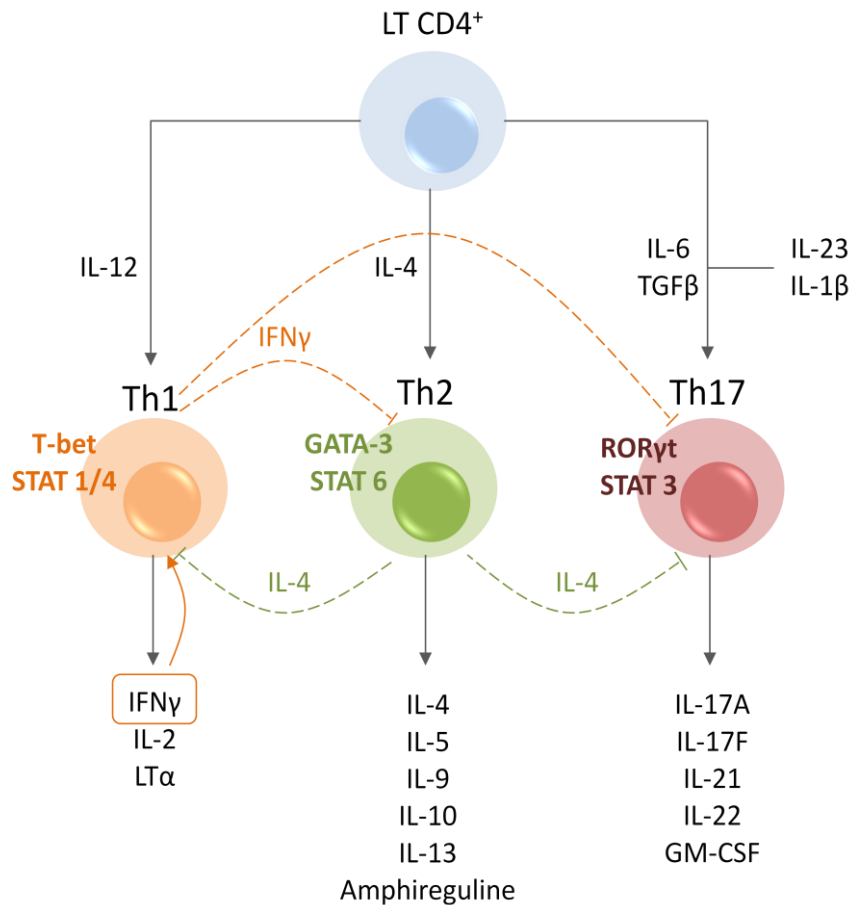 LT CD4⁺
IL-12
IL-4
IL-6
TGFβ
IL-23
IL-1β
IFNγ
Th1
Th2
Th17
T-bet
STAT 1/4
GATA-3
STAT 6
RORγt
STAT 3
IL-4
IL-4
IFNγ
IL-2
LTα
IL-4
IL-5
IL-9
IL-10
IL-13
Amphireguline
IL-17A
IL-17F
IL-21
IL-22
GM-CSF